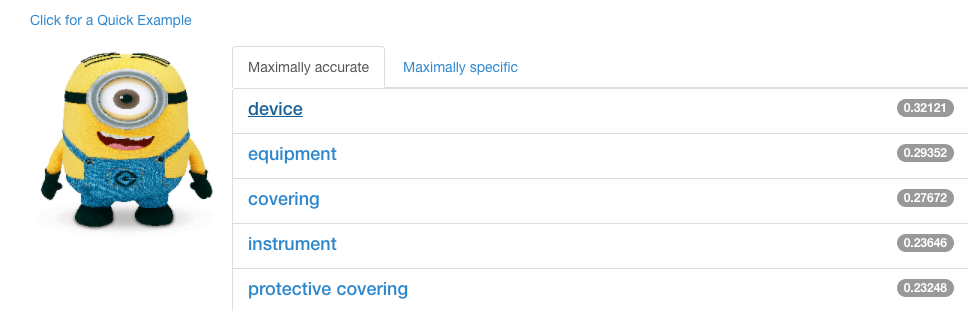 Click for a Quick Example
Maximally accurate
Maximally specific
device 0.32121
equipment 0.29352
covering 0.27672
instrument 0.23646
protective covering 0.23248